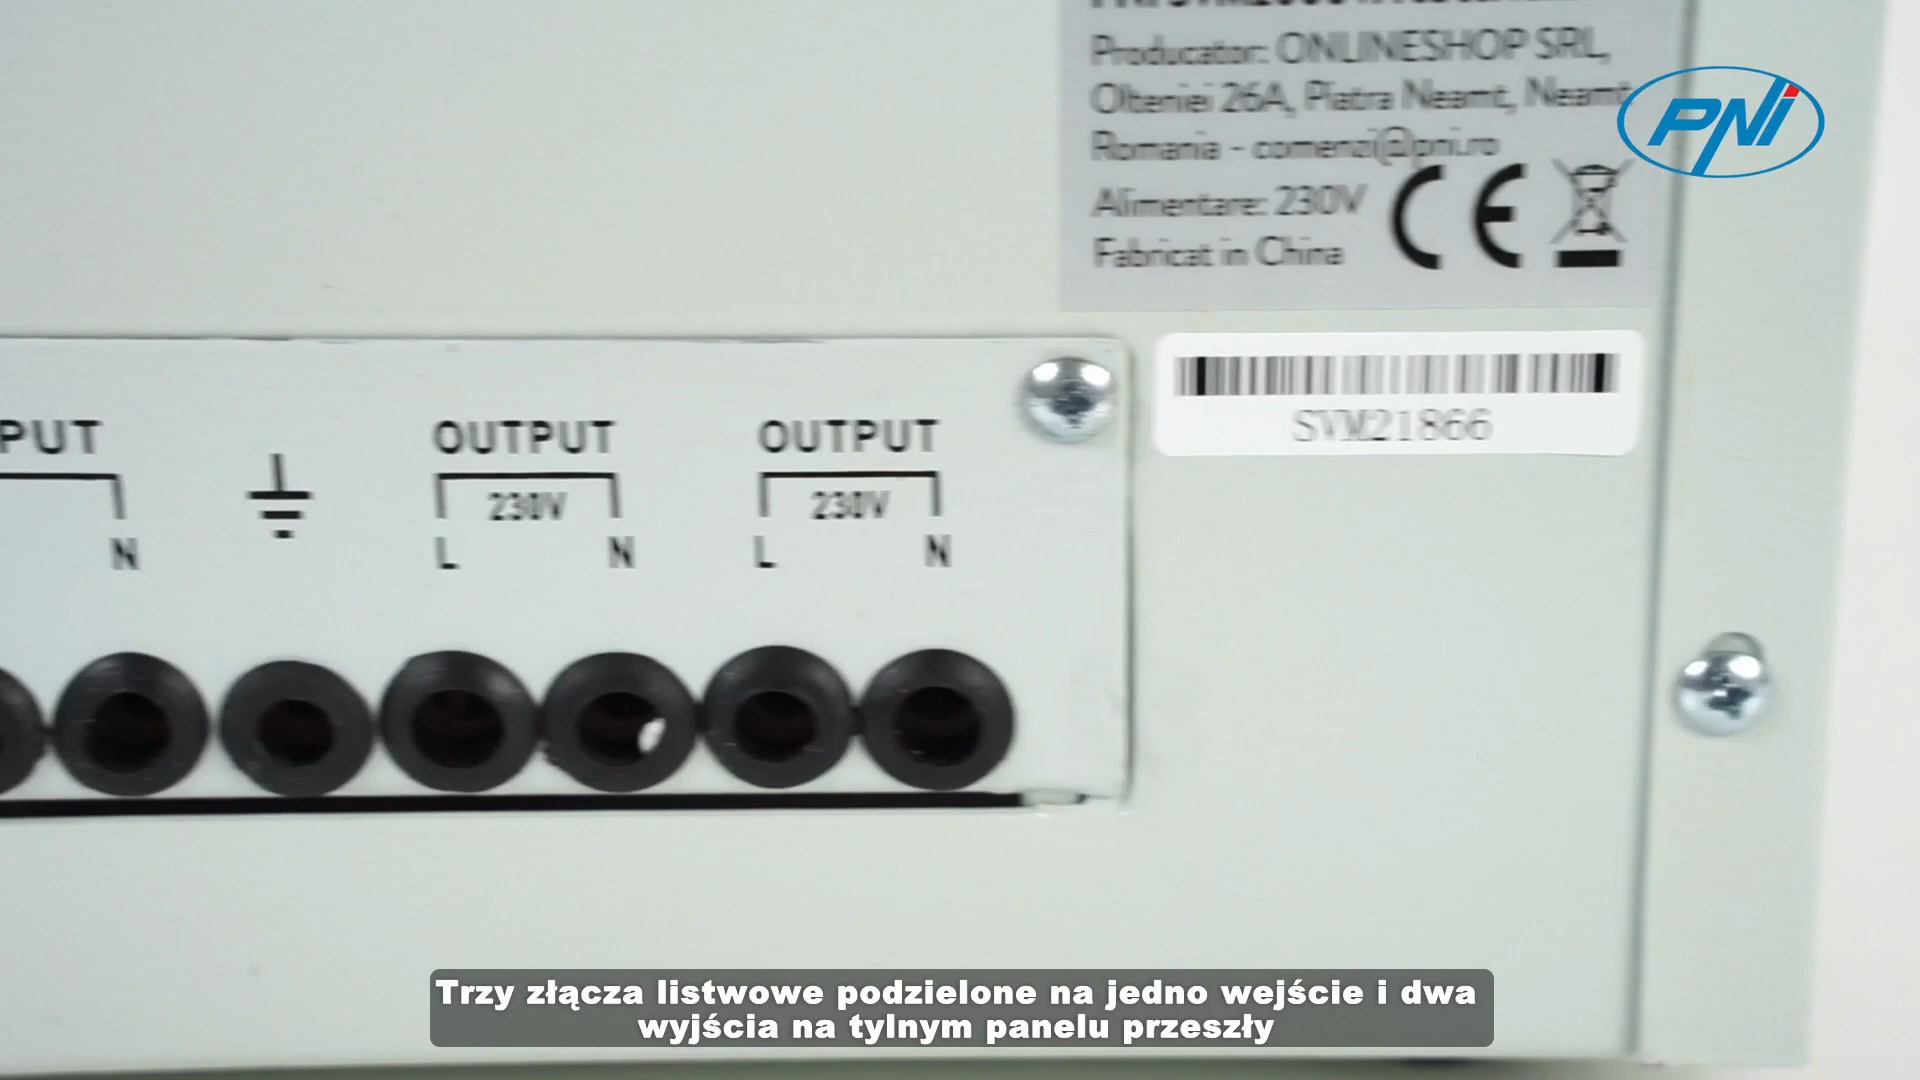 Producator: ONLINESHOP SRL,
Olteniei 26A, Piatra Neamt, Neamt
Romania - comenzi@pni.ro
Alimentare: 230V
Fabricat in China
CE
PNI
SVM21866
PUT
N
OUTPUT
230V
L N
OUTPUT
230V
L N
Trzy złącza listwowe podzielone na jedno wejście i dwa
wyjścia na tylnym panelu przeszły